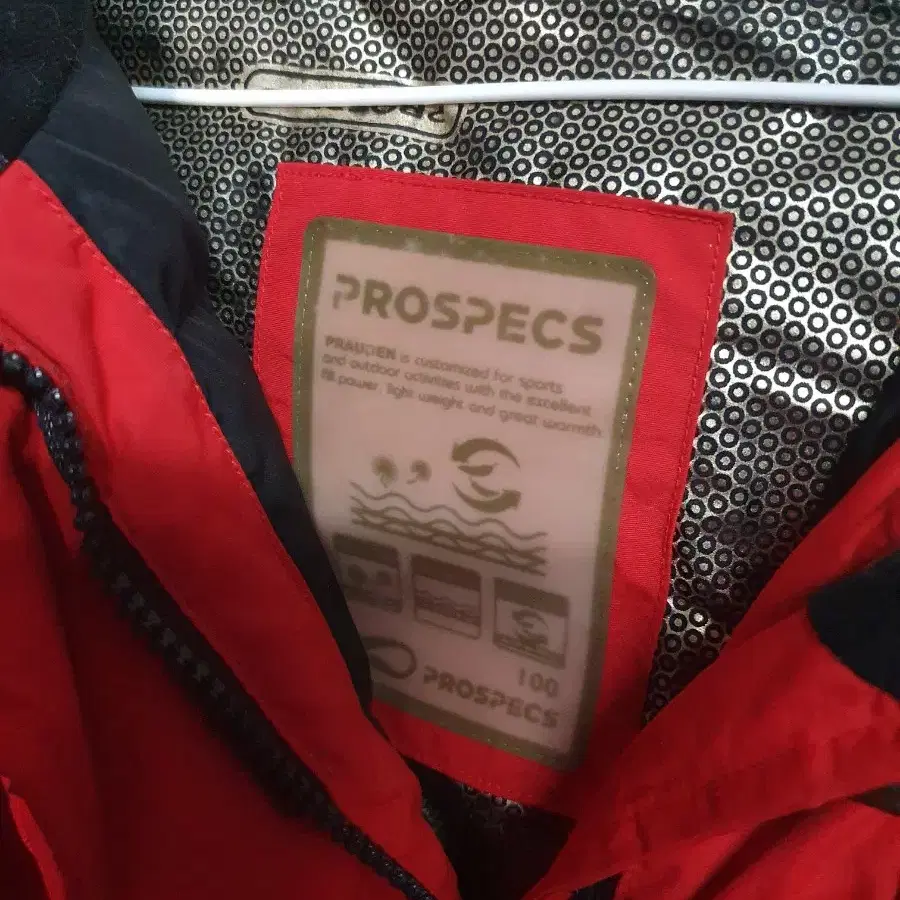 PROSPECS
PRAUDEN is customized for sports
and outdoor activities with the excellent
fill power, light weight and great warmth.
100
PROSPECS